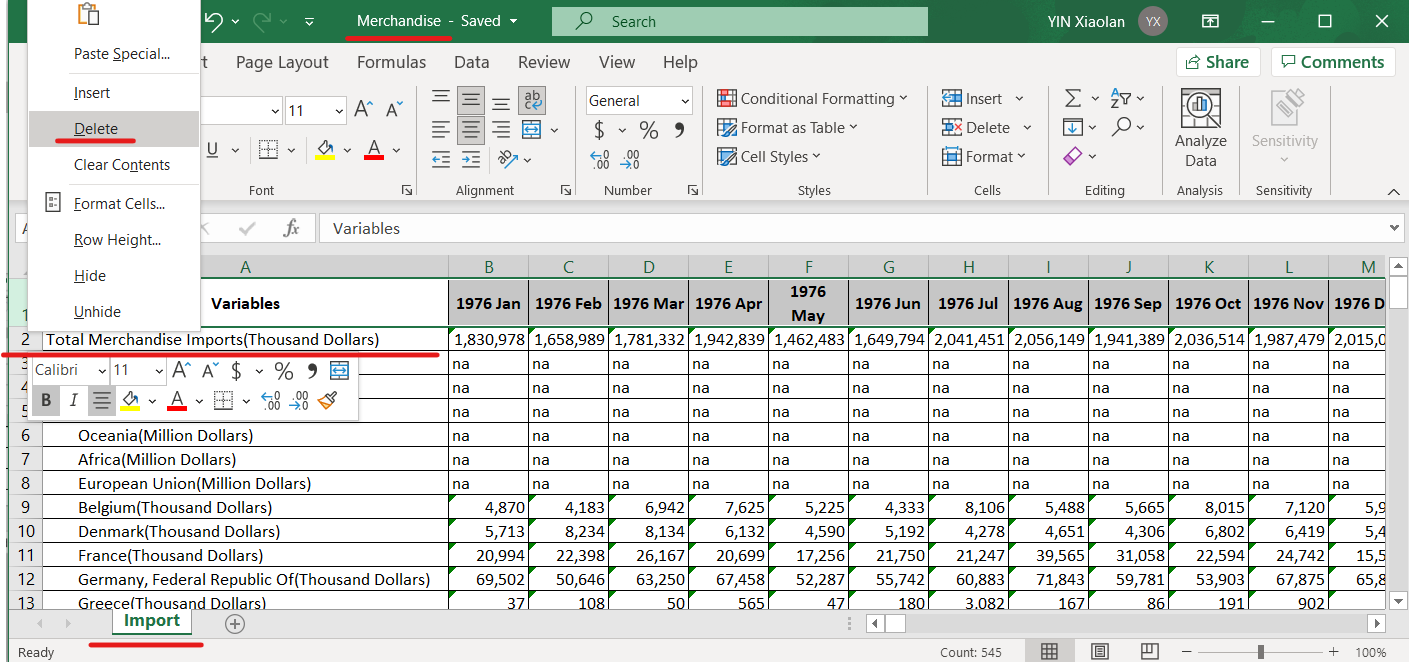 Merchandise - Saved
Search
YIN Xiaolan YX
Paste Special...
Insert
Delete
Clear Contents
Format Cells...
Row Height...
Hide
Unhide
Page Layout Formulas Data Review View Help
Share Comments
11 A A
General
Conditional Formatting
Format as Table
Cell Styles
Insert
Delete
Format
Analyze
Data
Sensitivity
U A
$ % 9
Font Alignment Number Styles Cells Editing Analysis Sensitivity
fx Variables
A B C D E F G H I J K L M
1 Variables 1976 Jan 1976 Feb 1976 Mar 1976 Apr 1976 May 1976 Jun 1976 Jul 1976 Aug 1976 Sep 1976 Oct 1976 Nov 1976 D
2 Total Merchandise Imports(Thousand Dollars) 1,830,978 1,658,989 1,781,332 1,942,839 1,462,483 1,649,794 2,041,451 2,056,149 1,941,389 2,036,514 1,987,479 2,015,0
3 na na na na na na na na na na na
4 na na na na na na na na na na na
5 na na na na na na na na na na na
Calibri 11 A A $ % 9
B I A
6 Oceania(Million Dollars) na na na na na na na na na na na
7 Africa(Million Dollars) na na na na na na na na na na na
8 European Union(Million Dollars) na na na na na na na na na na na
9 Belgium(Thousand Dollars) 4,870 4,183 6,942 7,625 5,225 4,333 8,106 5,488 5,665 8,015 7,120 5,9
10 Denmark(Thousand Dollars) 5,713 8,234 8,134 6,132 4,590 5,192 4,278 4,651 4,306 6,802 6,419 5,4
11 France(Thousand Dollars) 20,994 22,398 26,167 20,699 17,256 21,750 21,247 39,565 31,058 22,594 24,742 15,5
12 Germany, Federal Republic Of(Thousand Dollars) 69,502 50,646 63,250 67,458 52,287 55,742 60,883 71,843 59,781 53,903 67,875 65,8
13 Greece(Thousand Dollars) 37 108 50 565 47 180 3,082 167 86 191 902
Import
Ready Count: 545 100%